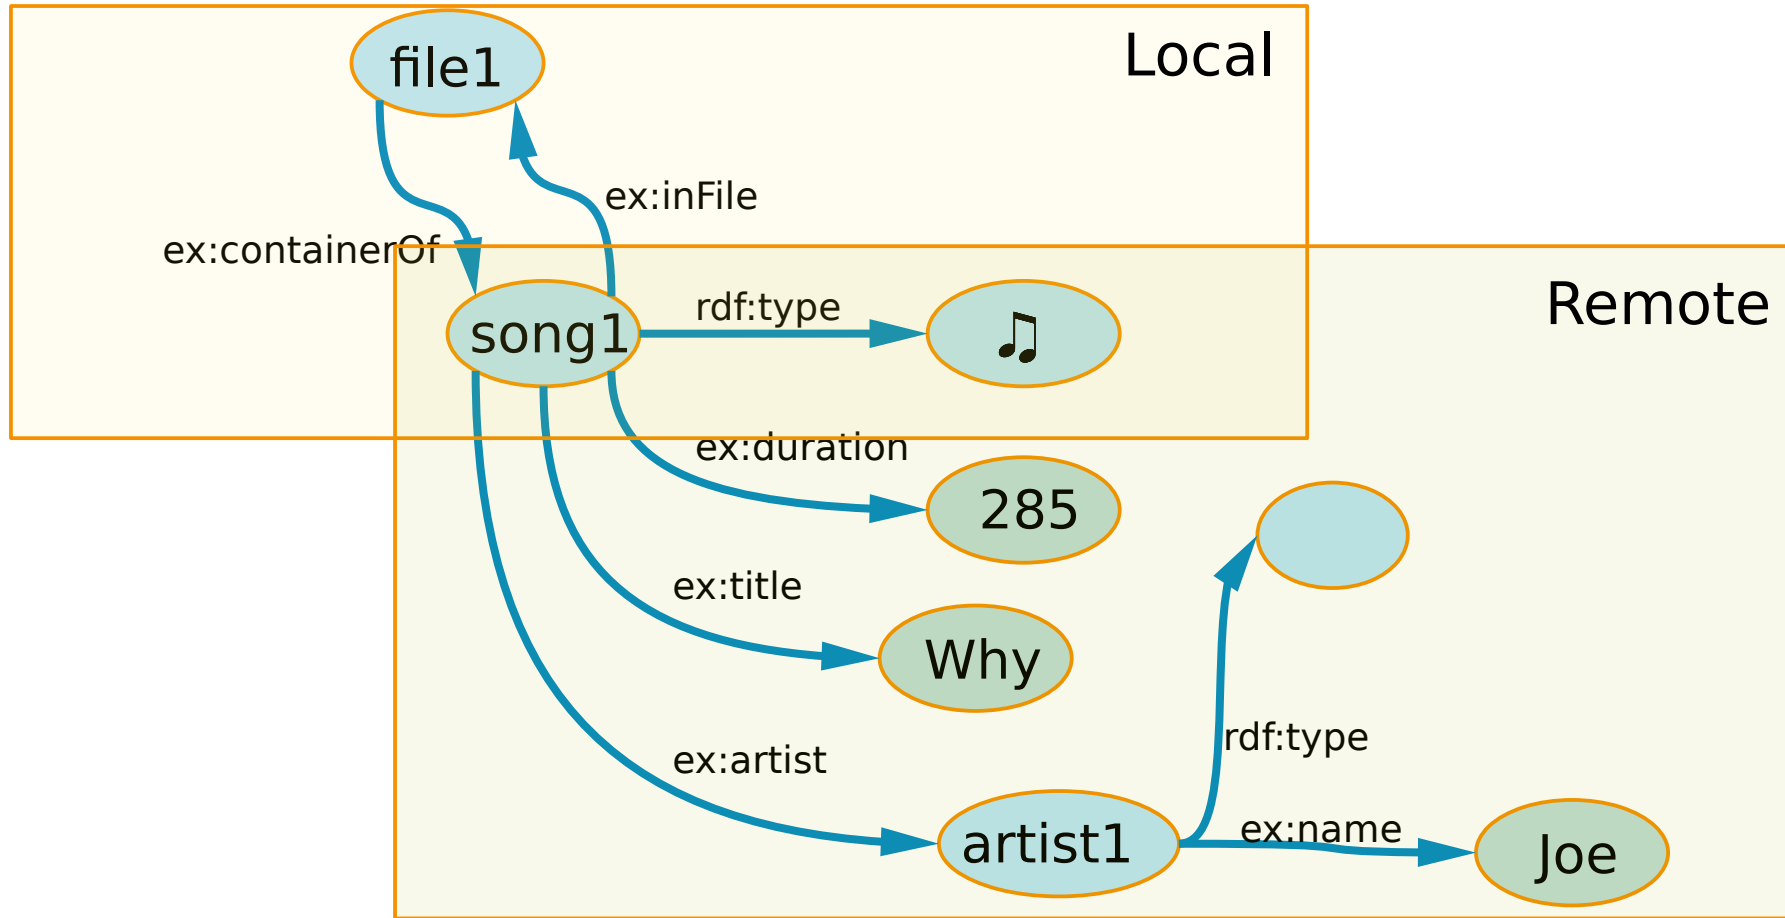 file1
Local
ex:inFile
ex:containerOf
Remote
rdf:type
song1
♫
ex:duration
285
ex:title
Why
rdf:type
ex:artist
ex:name
artist1
Joe